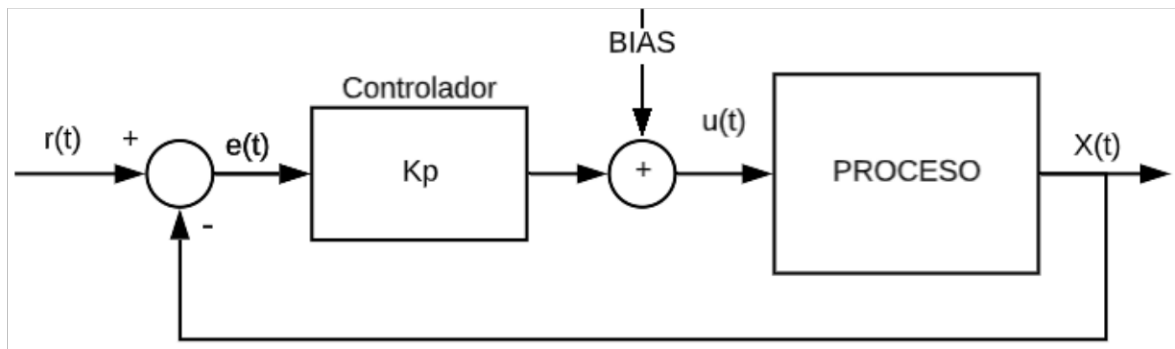 BIAS
Controlador
r(t)
+
e(t)
Kp
+
u(t)
PROCESO
X(t)
-